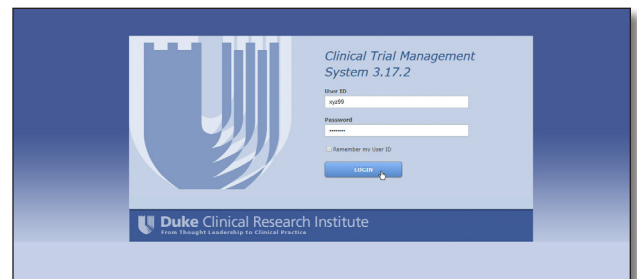 Clinical Trial Management
System 3.17.2
User ID
xyz99
Password
••••••••
Remember my User ID
LOGIN
Duke Clinical Research Institute
From Thought Leadership to Clinical Practice